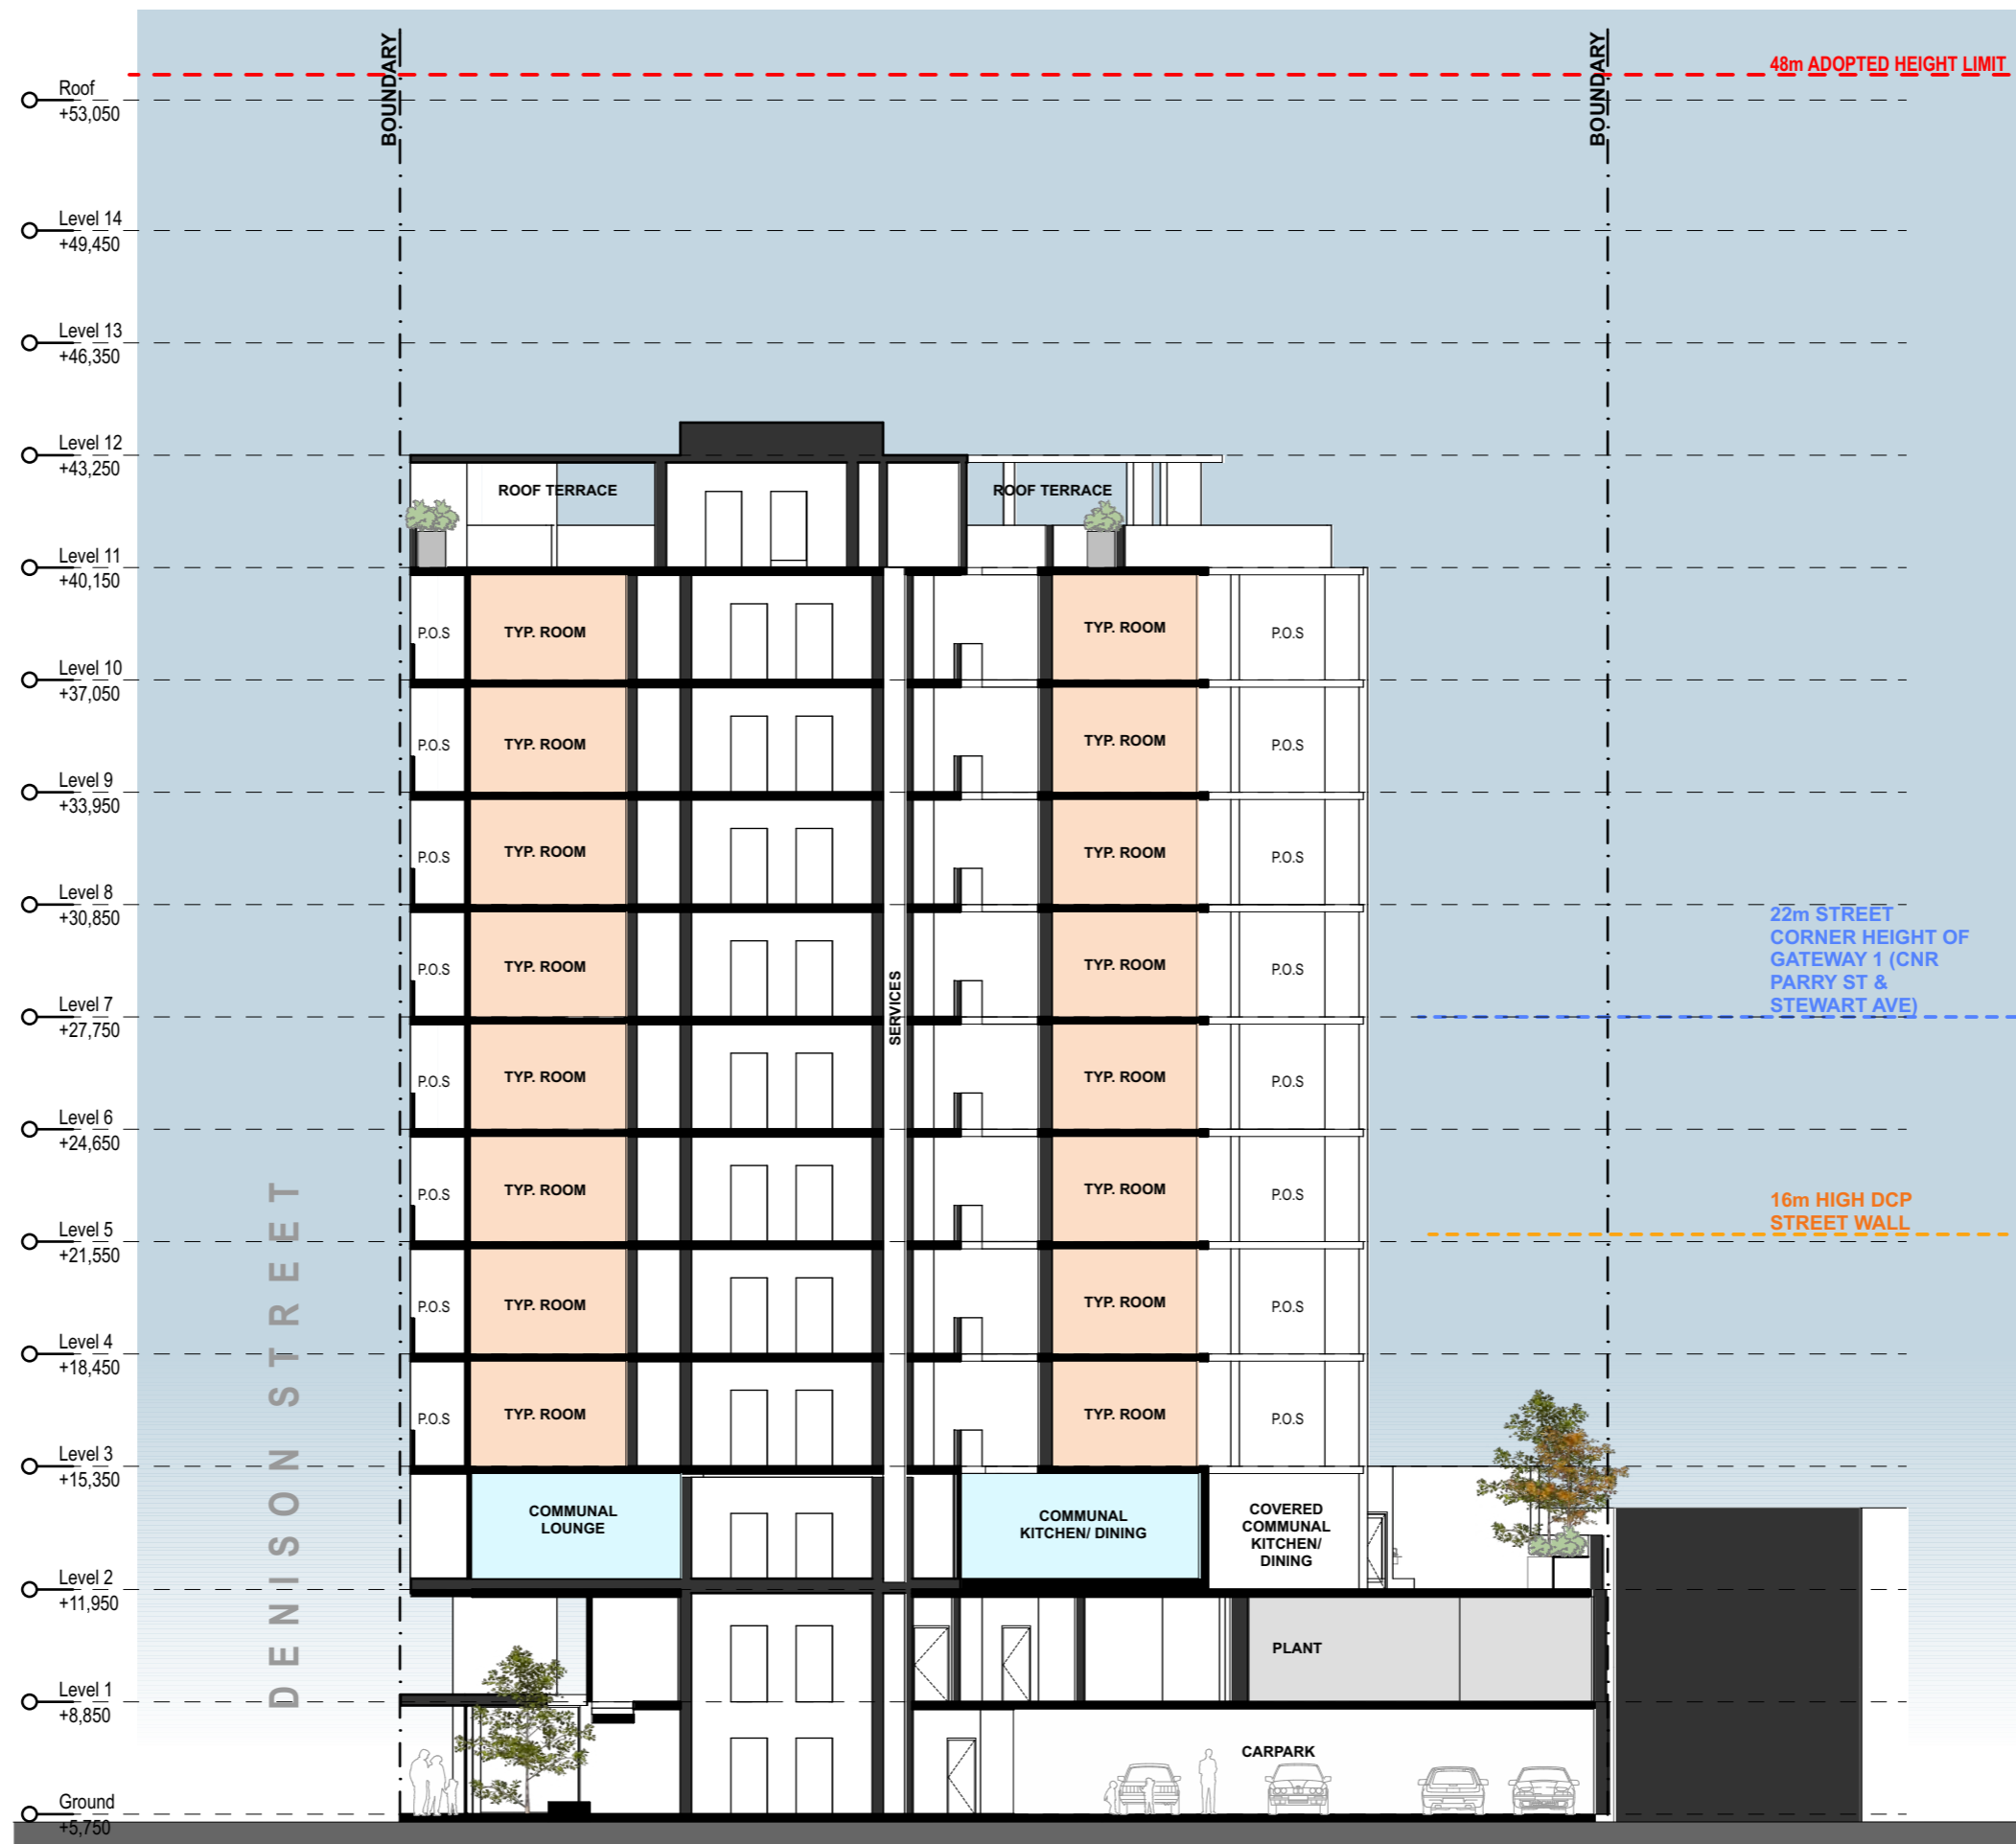 BOUNDARY
BOUNDARY
48m ADOPTED HEIGHT LIMIT
Roof
+53,050
Level 14
+49,450
Level 13
+46,350
Level 12
+43,250
ROOF TERRACE
ROOF TERRACE
Level 11
+40,150
P.O.S
TYP. ROOM
TYP. ROOM
P.O.S
Level 10
+37,050
P.O.S
TYP. ROOM
TYP. ROOM
P.O.S
Level 9
+33,950
P.O.S
TYP. ROOM
TYP. ROOM
P.O.S
Level 8
+30,850
22m STREET
CORNER HEIGHT OF
GATEWAY 1 (CNR
PARRY ST &
STEWART AVE)
P.O.S
TYP. ROOM
SERVICES
TYP. ROOM
P.O.S
Level 7
+27,750
P.O.S
TYP. ROOM
TYP. ROOM
P.O.S
Level 6
+24,650
P.O.S
TYP. ROOM
TYP. ROOM
P.O.S
16m HIGH DCP
STREET WALL
Level 5
+21,550
P.O.S
TYP. ROOM
TYP. ROOM
P.O.S
Level 4
+18,450
P.O.S
TYP. ROOM
TYP. ROOM
P.O.S
DENISON STREET
Level 3
+15,350
COMMUNAL
LOUNGE
COMMUNAL
KITCHEN/ DINING
COVERED
COMMUNAL
KITCHEN/
DINING
Level 2
+11,950
PLANT
Level 1
+8,850
CARPARK
Ground
+5,750